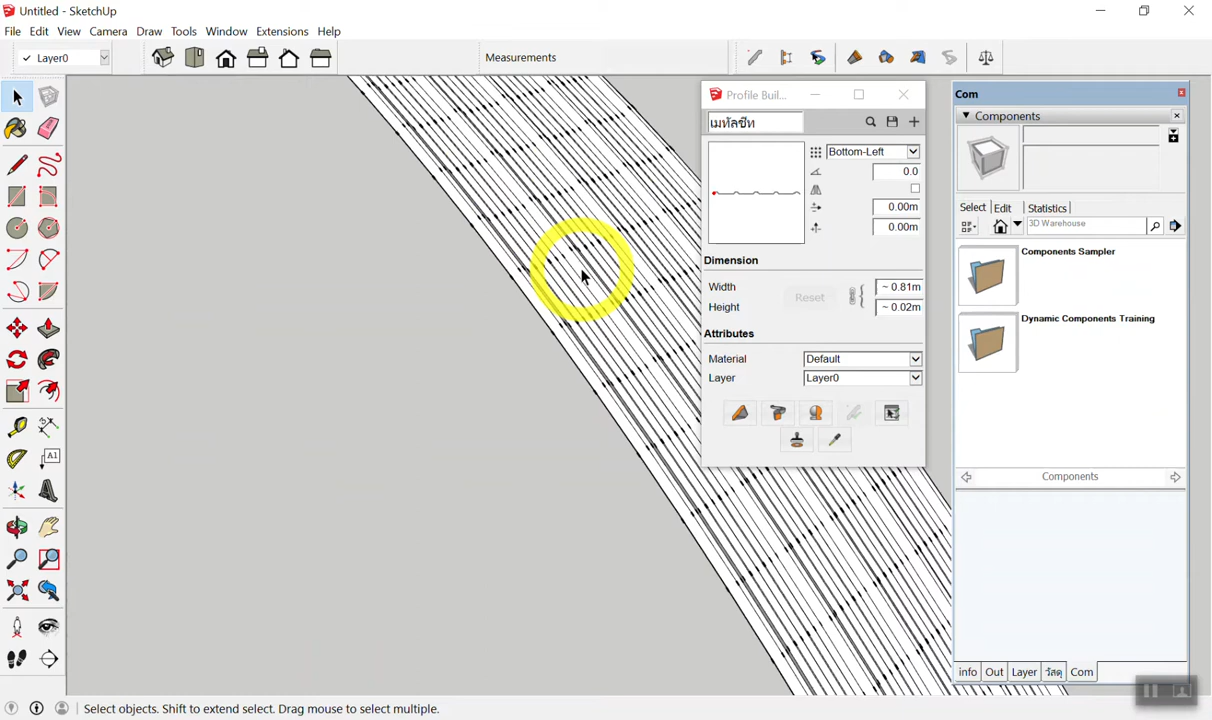 Untitled - SketchUp
File Edit View Camera Draw Tools Window Extensions Help
Layer0
Measurements
Profile Buil...
เมทัลชีท
Bottom-Left
0.0
0.00m
0.00m
Dimension
Width
~ 0.81m
Reset
Height
~ 0.02m
Attributes
Material
Default
Layer
Layer0
Com
Components
Select Edit Statistics
3D Warehouse
Components Sampler
Dynamic Components Training
Components
info Out Layer วัสดุ Com
A1
Select objects. Shift to extend select. Drag mouse to select multiple.